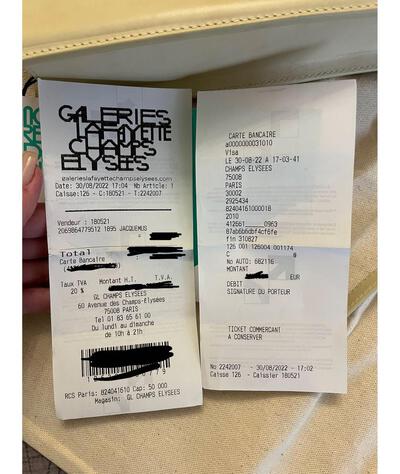 GALERIES
LAFAYETTE
CHAMPS
ELYSEES
galerieslafayettechampselysees.com
Date: 30/08/2022 17:04 Nb Article: 1
Caisse:126 - C:180521 - T:2242007
Vendeur : 180521
2069864779512 1895 JACQUEMUS
Total
Carte Bancaire
Taux TVA Montant H.T. T.V.A.
20 %
GL CHAMPS ELYSEES
60 Avenue des Champs-élysées
75008 PARIS
Tel 01 83 65 61 00
Du lundi au dimanche
de 10h à 21h
RCS Paris: 824041610 Cap: 50 000
Magasin: GL CHAMPS ELYSEES
CARTE BANCAIRE
a0000000031010
Visa
LE 30-08-22 A 17-03-41
CHAMPS ELYSEES
75008
PARIS
30002
2925434
82404161000018
2010
412661 0963
87ab6b6dbf4cf6fe
fin 310827
126 001 126004 001174
C @
No AUTO: 682116
MONTANT
EUR
DEBIT
SIGNATURE DU PORTEUR
TICKET COMMERCANT
A CONSERVER
No 2242007 - 30/08/2022 - 17:02
Caisse 126 - Caissier 180521